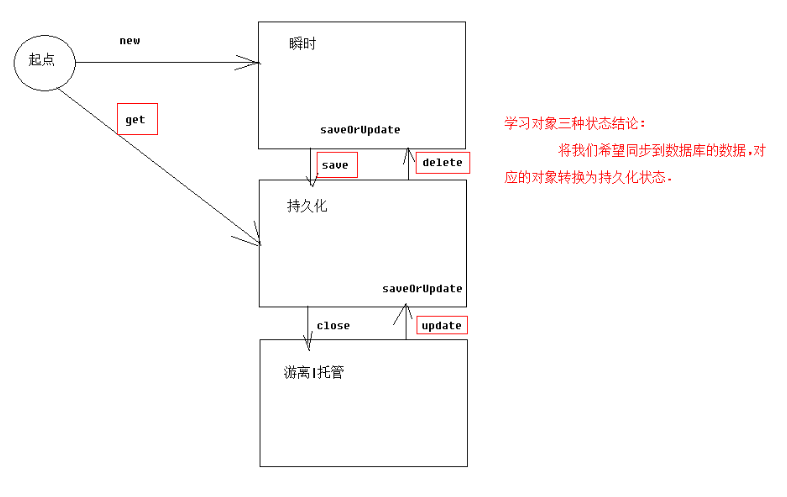 new
瞬时
起点
get
saveOrUpdate
学习对象三种状态结论:
将我们希望同步到数据库的数据.对
应的对象转换为持久化状态.
save
delete
持久化
saveOrUpdate
close
update
游离|托管